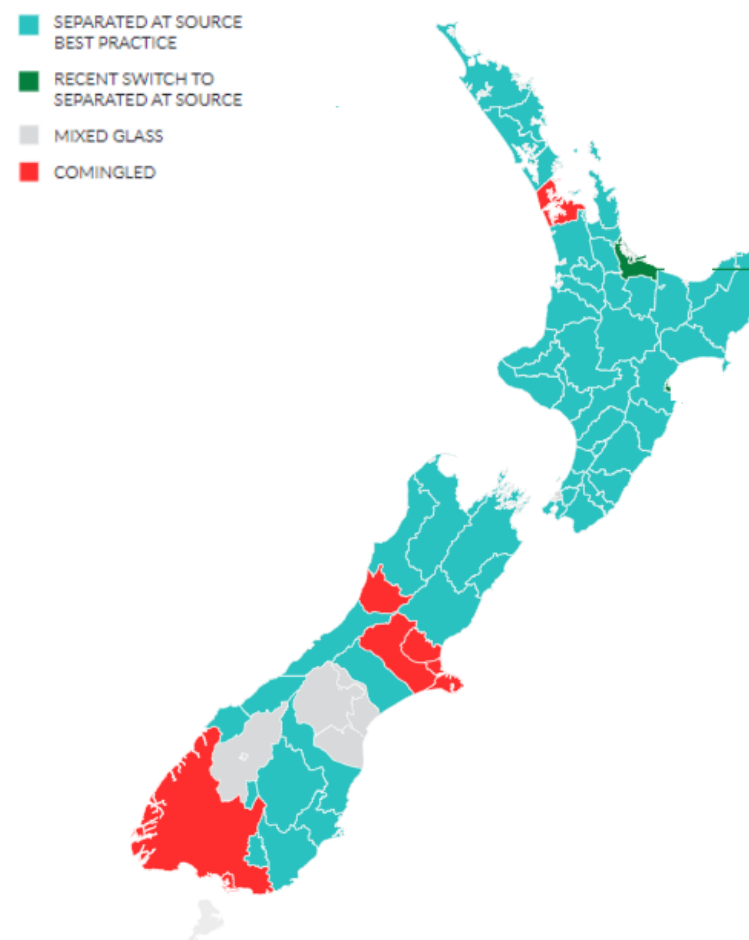 SEPARATED AT SOURCE
BEST PRACTICE
RECENT SWITCH TO
SEPARATED AT SOURCE
MIXED GLASS
COMINGLED